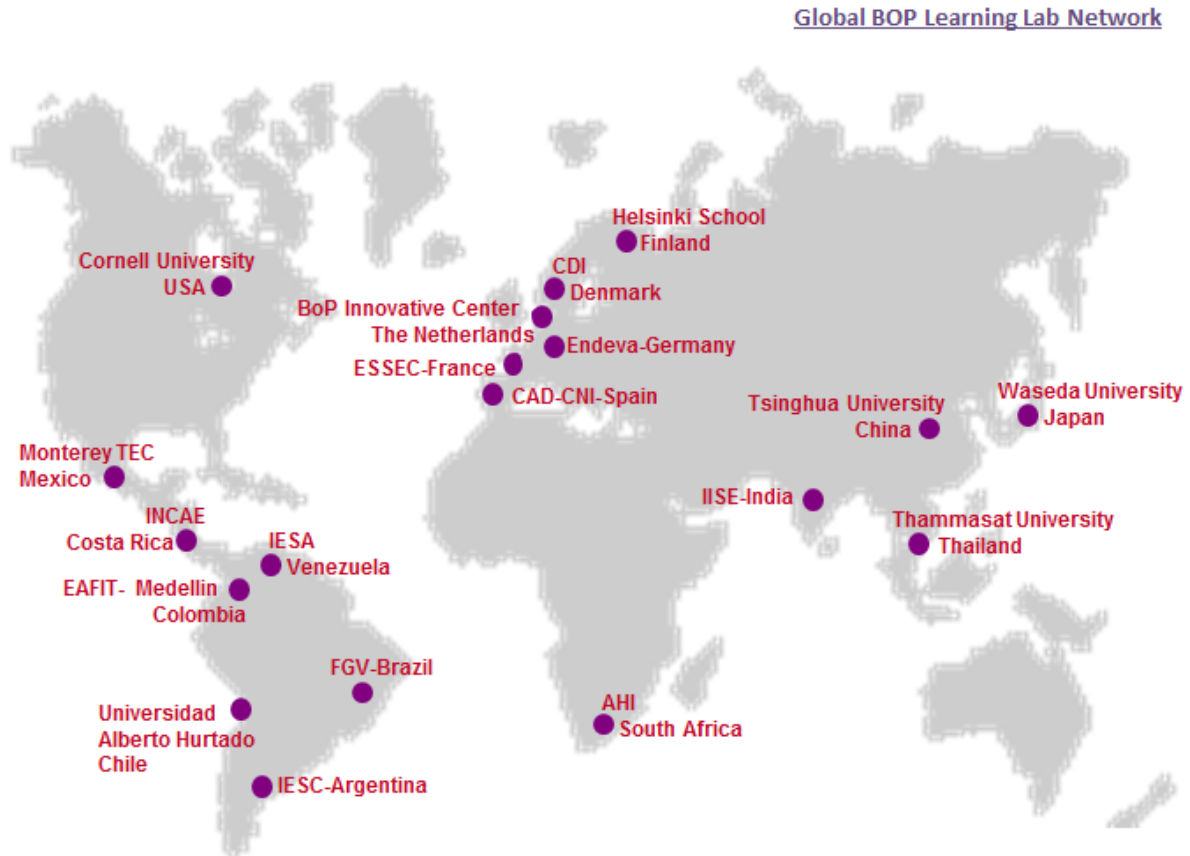 Global BOP Learning Lab Network
Helsinki School
Finland
Cornell University
USA
CDI
Denmark
BoP Innovative Center
The Netherlands
Endeva-Germany
ESSEC-France
CAD-CNI-Spain
Waseda University
Japan
Tsinghua University
China
Monterey TEC
Mexico
IISE-India
INCAE
Costa Rica
Thammasat University
Thailand
IESA
Venezuela
EAFIT- Medellin
Colombia
FGV-Brazil
AHI
South Africa
Universidad
Alberto Hurtado
Chile
IESC-Argentina